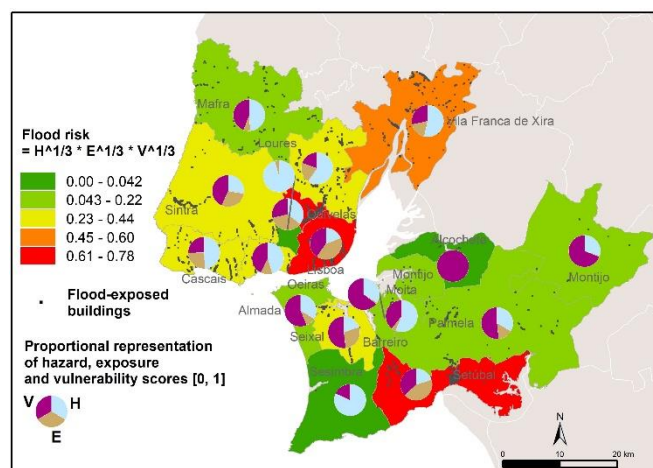 Mafra
Vila Franca de Xira
Flood risk
= H^1/3 * E^1/3 * V^1/3
Loures
0.00 - 0.042
0.043 - 0.22
0.23 - 0.44
0.45 - 0.60
0.61 - 0.78
Sintra
Odivelas
Alcochete
Lisboa
Cascais
Oeiras
Montijo
Montijo
Moita
Flood-exposed
buildings
Almada
Palmela
Seixal
Barreiro
Proportional representation
of hazard, exposure
and vulnerability scores [0, 1]
Sesimbra
Setúbal
V
H
E
N
0
10
20 km